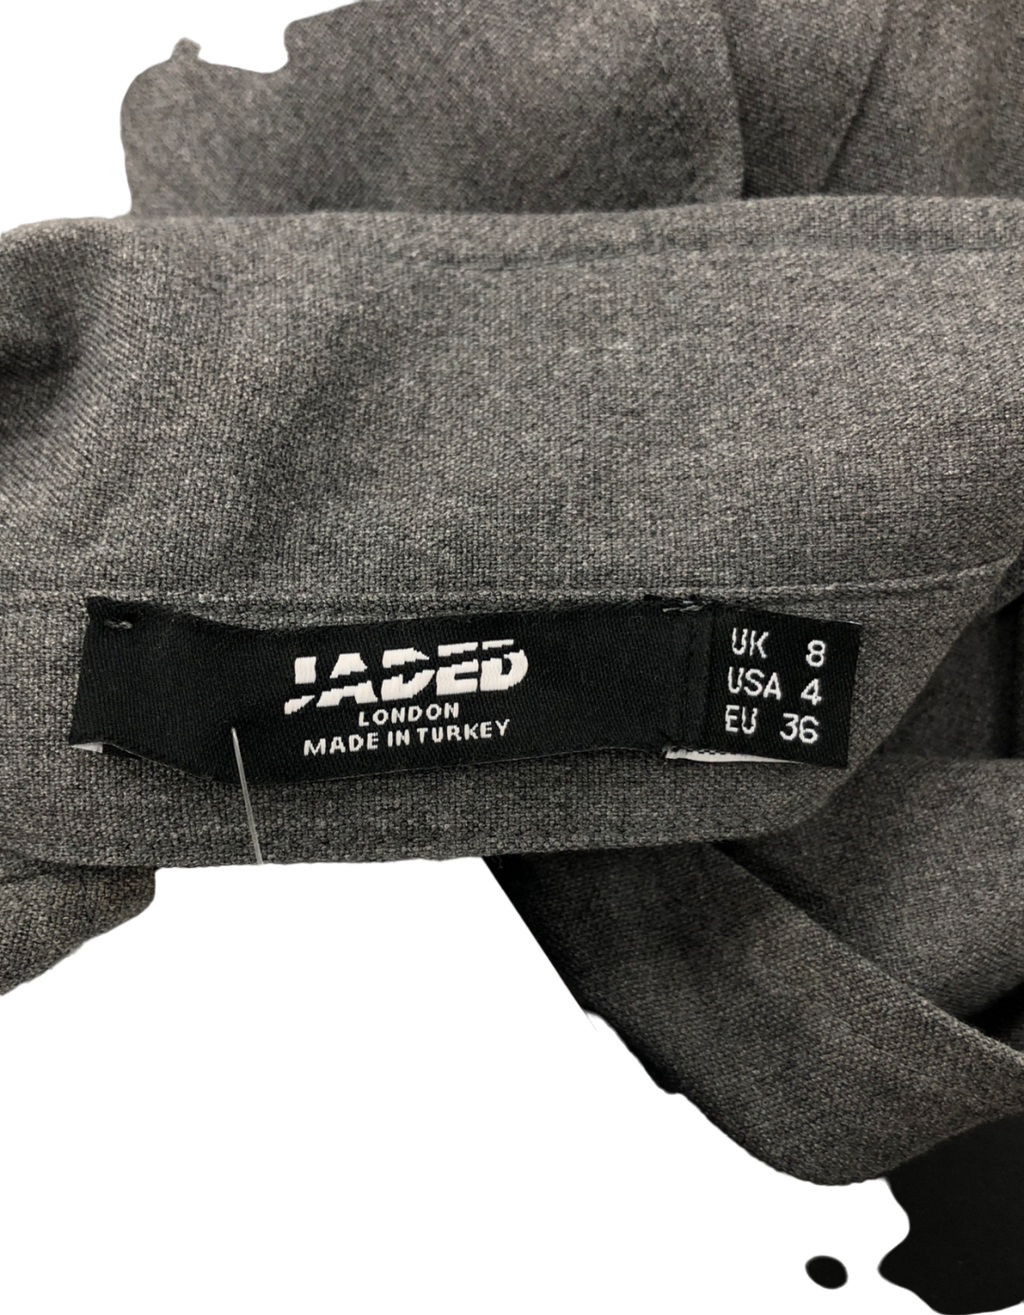 JADED
LONDON
MADE IN TURKEY
UK 8
USA 4
EU 36